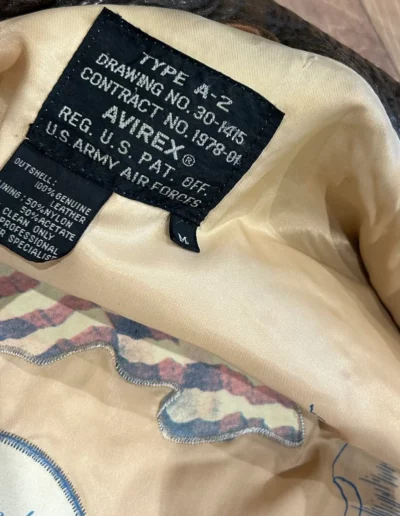 TYPE A-2
DRAWING NO. 30-1415
CONTRACT NO. 1978-01
AVIREX®
REG. U.S. PAT. OFF.
U.S. ARMY AIR FORCES
M
OUTSHELL:
100% GENUINE
LEATHER
LINING: 50% NYLON
50% ACETATE
CLEAN ONLY
PROFESSIONAL
SPECIALIST